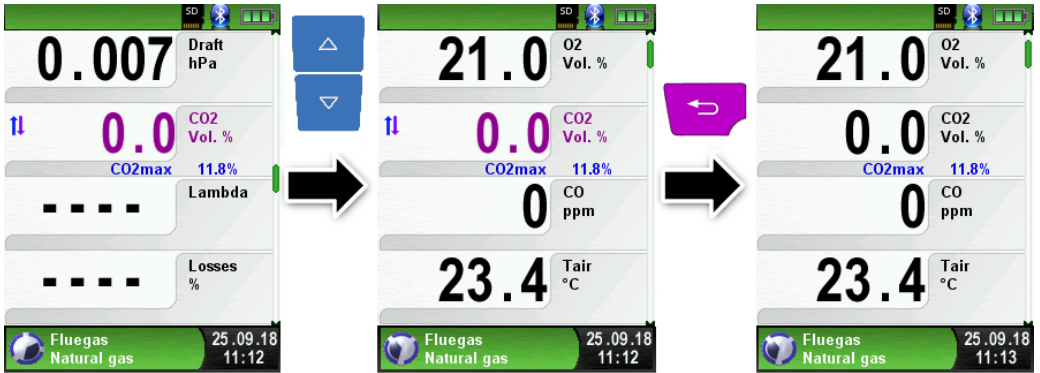 SD
0.007 Draft
hPa
0.0 CO2
Vol. %
CO2max 11.8%
---- Lambda
---- Losses
%
Fluegas 25.09.18
Natural gas 11:12
SD
21.0 O2
Vol. %
0.0 CO2
Vol. %
CO2max 11.8%
0 CO
ppm
23.4 Tair
°C
Fluegas 25.09.18
Natural gas 11:12
SD
21.0 O2
Vol. %
0.0 CO2
Vol. %
CO2max 11.8%
0 CO
ppm
23.4 Tair
°C
Fluegas 25.09.18
Natural gas 11:13